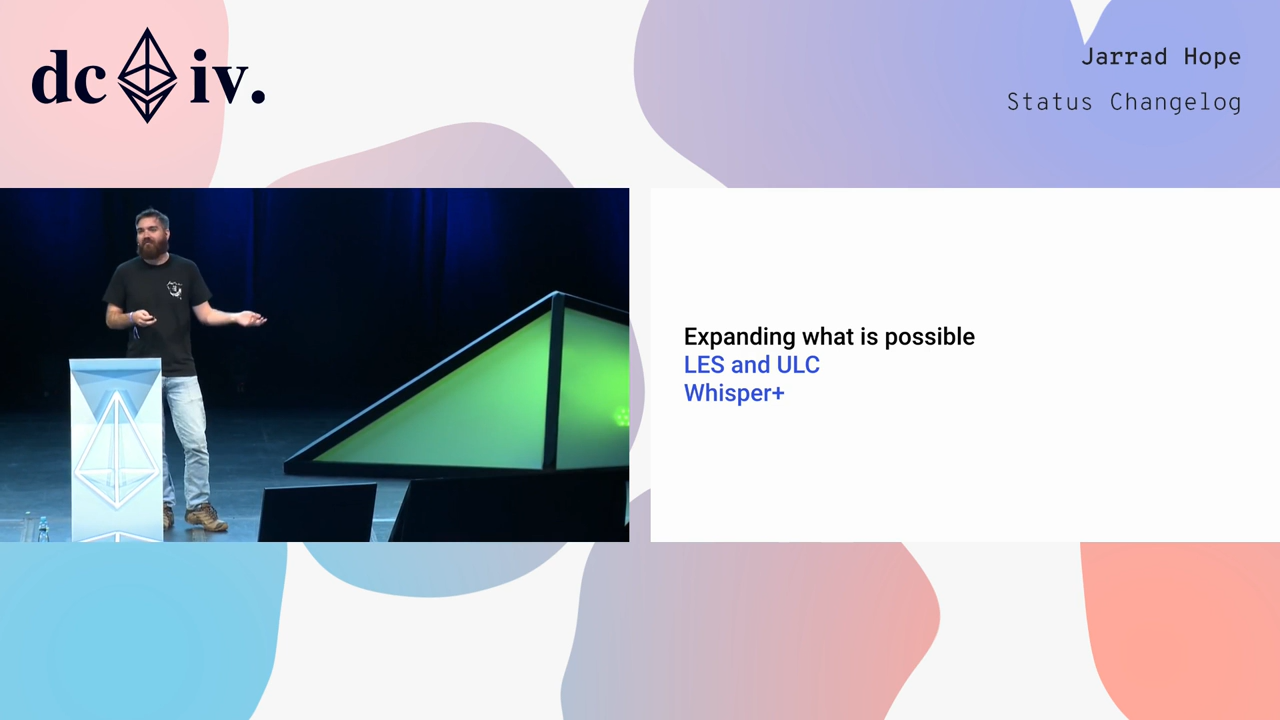 dc iv.
Jarrad Hope
Status Changelog
Expanding what is possible
LES and ULC
Whisper+